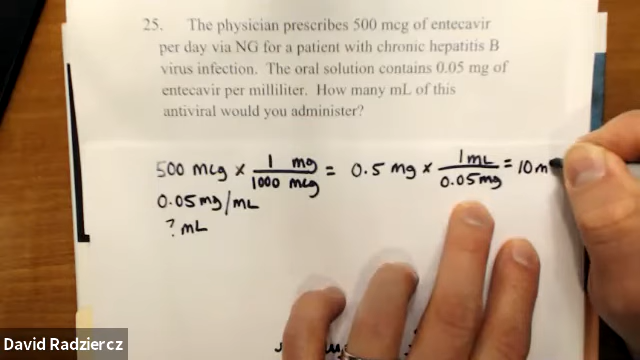 25. The physician prescribes 500 mcg of entecavir
per day via NG for a patient with chronic hepatitis B
virus infection. The oral solution contains 0.05 mg of
entecavir per milliliter. How many mL of this
antiviral would you administer?
500 mcg × 1 mg / 1000 mcg = 0.5 mg × 1 mL / 0.05 mg = 10 m
0.05 mg/mL
? mL
David Radziercz